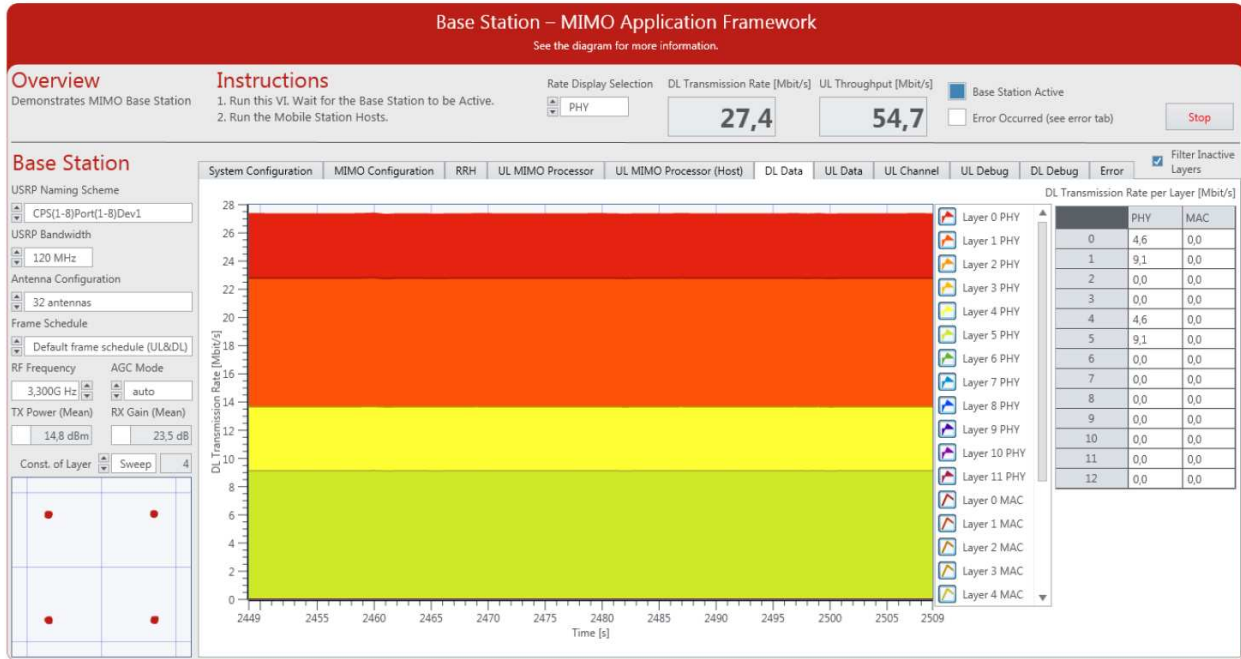 Base Station – MIMO Application Framework
See the diagram for more information.
Overview
Demonstrates MIMO Base Station
Instructions
1. Run this VI. Wait for the Base Station to be Active.
2. Run the Mobile Station Hosts.
Rate Display Selection
PHY
DL Transmission Rate [Mbit/s]
27,4
UL Throughput [Mbit/s]
54,7
Base Station Active
Error Occurred (see error tab)
Stop
Base Station
USRP Naming Scheme
CPS(1-8)Port(1-8)Dev1
USRP Bandwidth
120 MHz
Antenna Configuration
32 antennas
Frame Schedule
Default frame schedule (UL&DL)
RF Frequency AGC Mode
3,300G Hz auto
TX Power (Mean) RX Gain (Mean)
14,8 dBm 23,5 dB
Const. of Layer Sweep 4
System Configuration MIMO Configuration RRH UL MIMO Processor UL MIMO Processor (Host) DL Data UL Data UL Channel UL Debug DL Debug Error
Filter Inactive
Layers
DL Transmission Rate [Mbit/s]
28
26
24
22
20
18
16
14
12
10
8
6
4
2
0
2449 2455 2460 2465 2470 2475 2480 2485 2490 2495 2500 2505 2509
Time [s]
Layer 0 PHY
Layer 1 PHY
Layer 2 PHY
Layer 3 PHY
Layer 4 PHY
Layer 5 PHY
Layer 6 PHY
Layer 7 PHY
Layer 8 PHY
Layer 9 PHY
Layer 10 PHY
Layer 11 PHY
Layer 0 MAC
Layer 1 MAC
Layer 2 MAC
Layer 3 MAC
Layer 4 MAC
DL Transmission Rate per Layer [Mbit/s]
PHY MAC
0 4,6 0,0
1 9,1 0,0
2 0,0 0,0
3 0,0 0,0
4 4,6 0,0
5 9,1 0,0
6 0,0 0,0
7 0,0 0,0
8 0,0 0,0
9 0,0 0,0
10 0,0 0,0
11 0,0 0,0
12 0,0 0,0